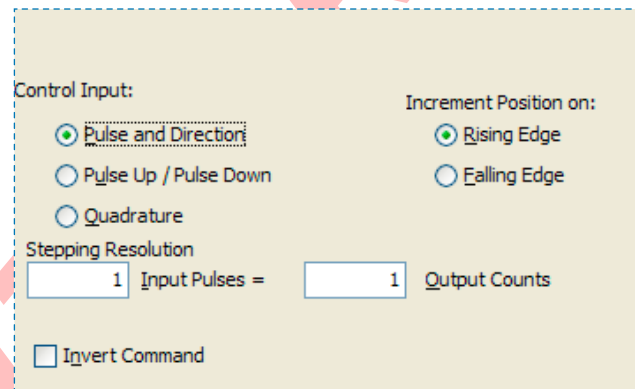 Control Input:
Increment Position on:
Pulse and Direction
Rising Edge
Pulse Up / Pulse Down
Falling Edge
Quadrature
Stepping Resolution
1 Input Pulses = 1 Output Counts
Invert Command